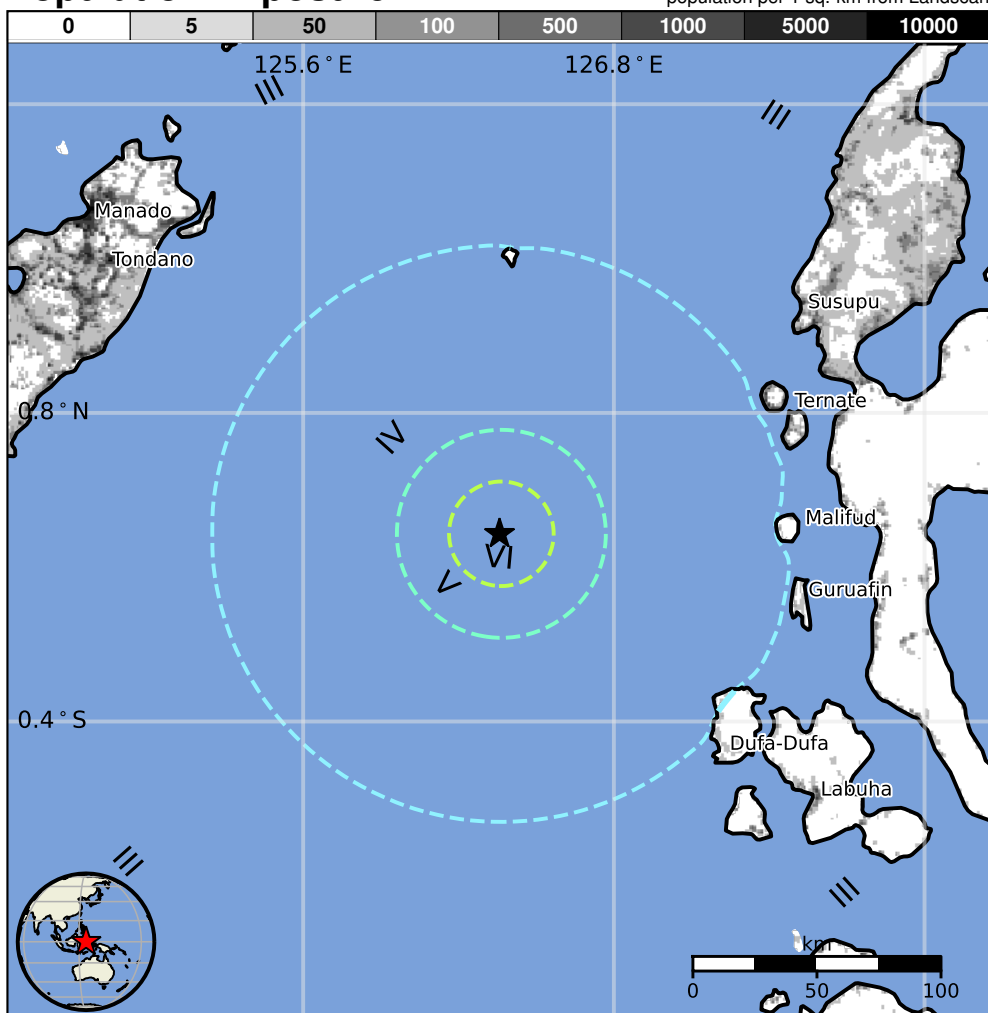 population per 1 sq. km from Landscan
0 5 50 100 500 1000 5000 10000
125.6°E 126.8°E
III III
Manado
Tondano
Susupu
Ternate
0.8°N
IV
Malifud
VI
V
Guruafin
0.4°S
Dufa-Dufa
Labuha
III III
km
0 50 100